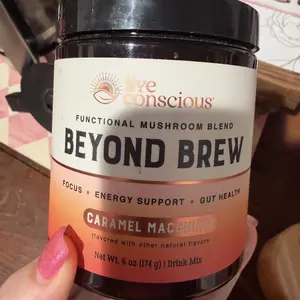 live
conscious®
FUNCTIONAL MUSHROOM BLEND
BEYOND BREW
FOCUS • ENERGY SUPPORT • GUT HEALTH
CARAMEL
flavored with other natural flavors
Net Wt. 6 oz (174 g) | Drink Mix